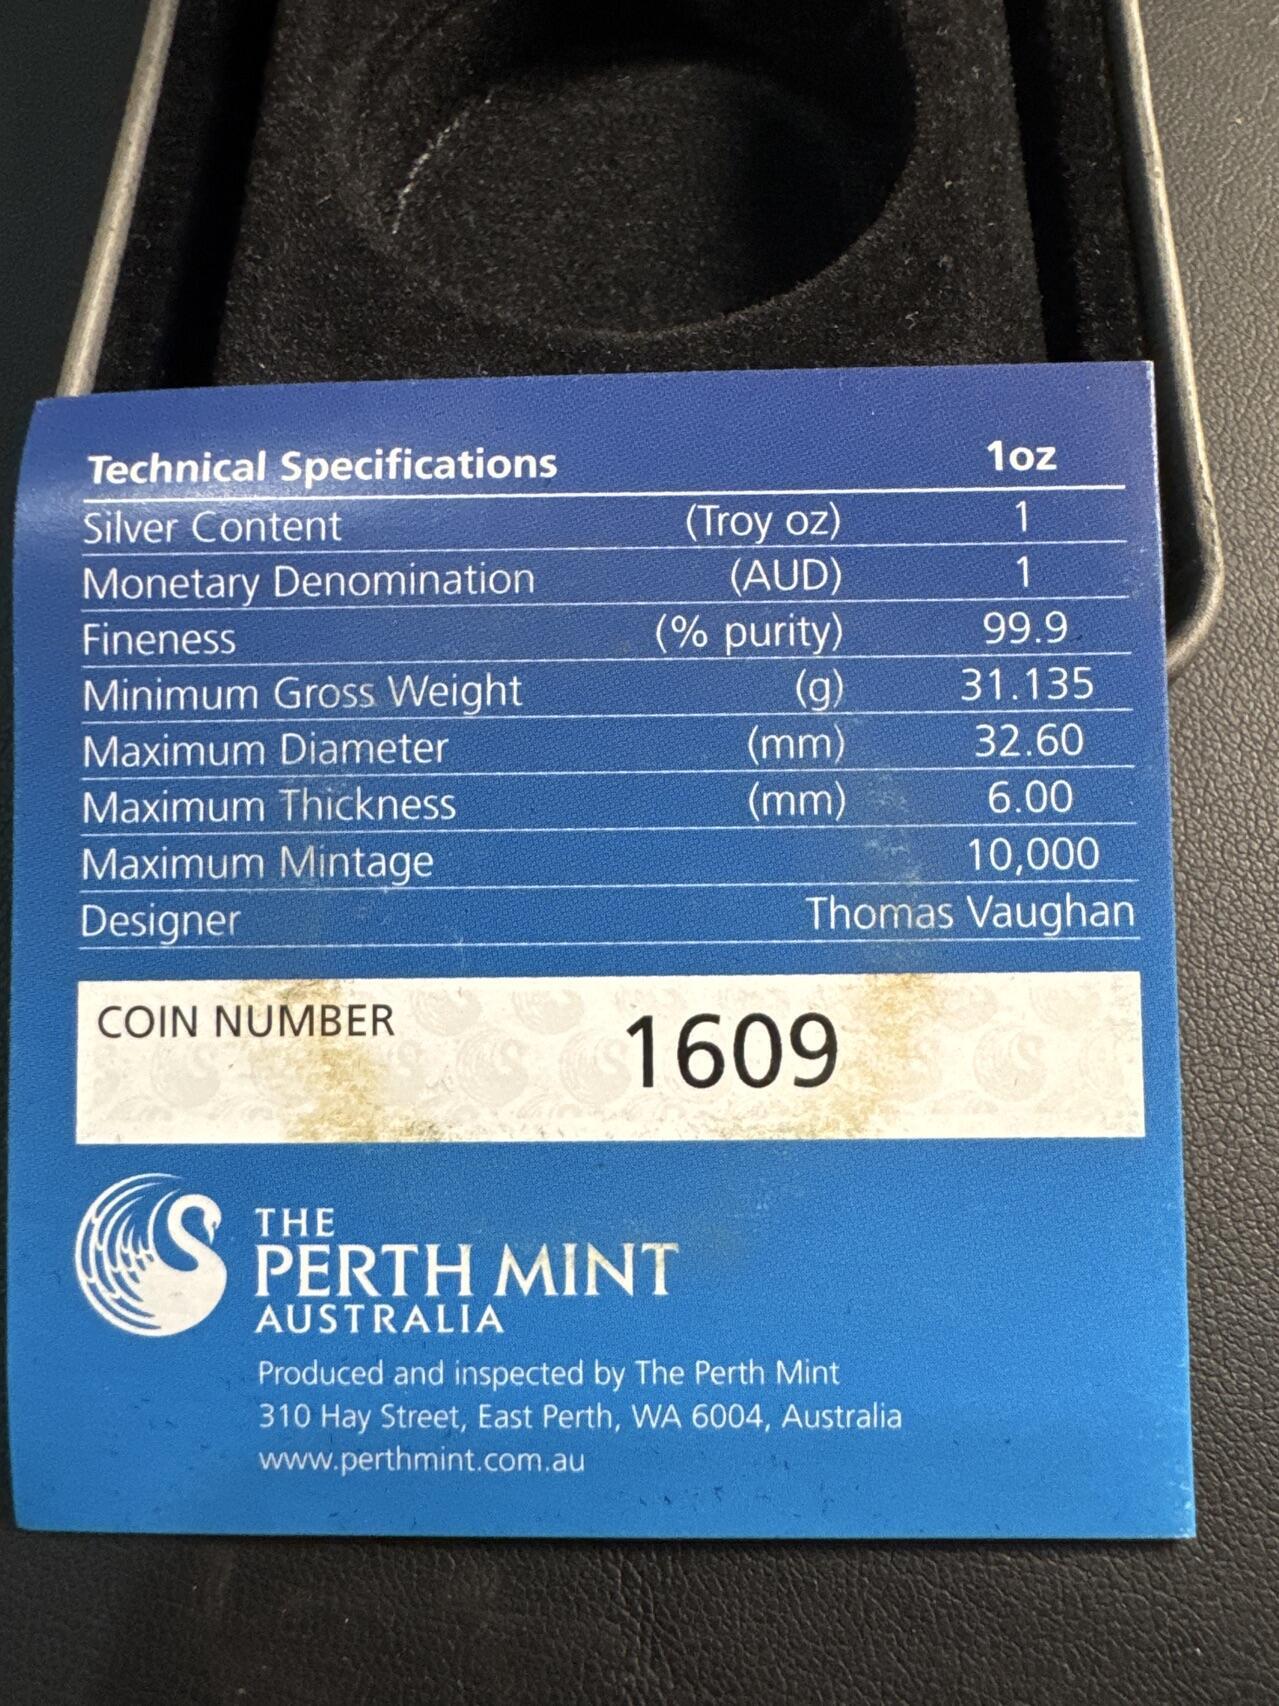 Technical Specifications 1oz
Silver Content (Troy oz) 1
Monetary Denomination (AUD) 1
Fineness (% purity) 99.9
Minimum Gross Weight (g) 31.135
Maximum Diameter (mm) 32.60
Maximum Thickness (mm) 6.00
Maximum Mintage 10,000
Designer Thomas Vaughan
COIN NUMBER 1609
THE
PERTH MINT
AUSTRALIA
Produced and inspected by The Perth Mint
310 Hay Street, East Perth, WA 6004, Australia
www.perthmint.com.au